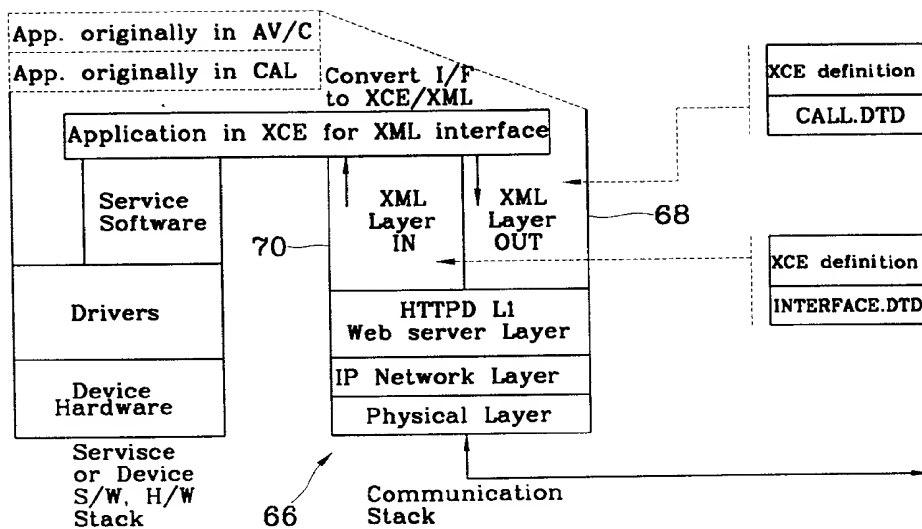 App. originally in AV/C
App. originally in CAL
Convert I/F
to XCE/XML
Application in XCE for XML interface
Service
Software
Drivers
Device
Hardware
Servisce
or Device
S/W, H/W
Stack
XML
Layer
IN
XML
Layer
OUT
70
68
HTTPD L1
Web server Layer
IP Network Layer
Physical Layer
66
Communication
Stack
XCE definition
CALL.DTD
XCE definition
INTERFACE.DTD